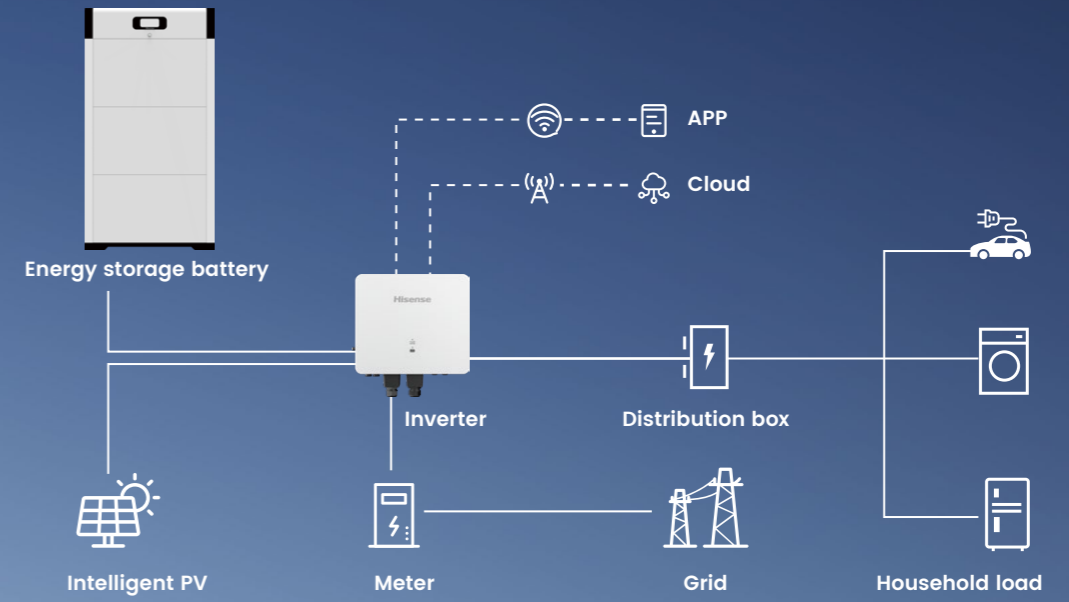 APP
Cloud
Energy storage battery
Hisense
Inverter
Distribution box
Intelligent PV
Meter
Grid
Household load